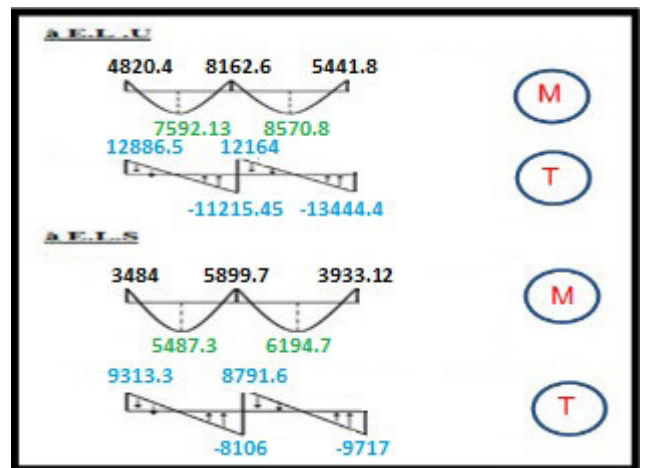 à E.L .U
4820.4 8162.6 5441.8
M
7592.13 8570.8
12886.5 12164
T
-11215.45 -13444.4
à E.L.S
3484 5899.7 3933.12
M
5487.3 6194.7
9313.3 8791.6
T
-8106 -9717